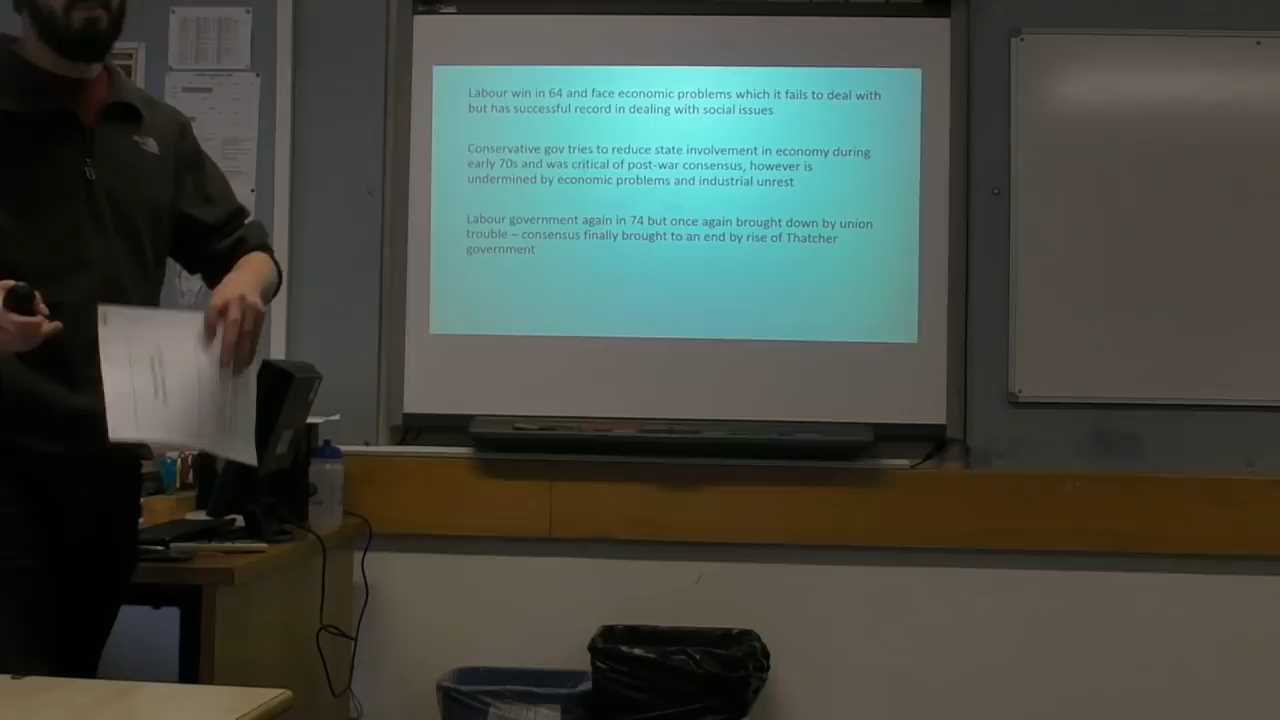 Labour win in 64 and face economic problems which it fails to deal with
but has successful record in dealing with social issues
Conservative gov tries to reduce state involvement in economy during
early 70s and was critical of post-war consensus, however is
undermined by economic problems and industrial unrest
Labour government again in 74 but once again brought down by union
trouble – consensus finally brought to an end by rise of Thatcher
government